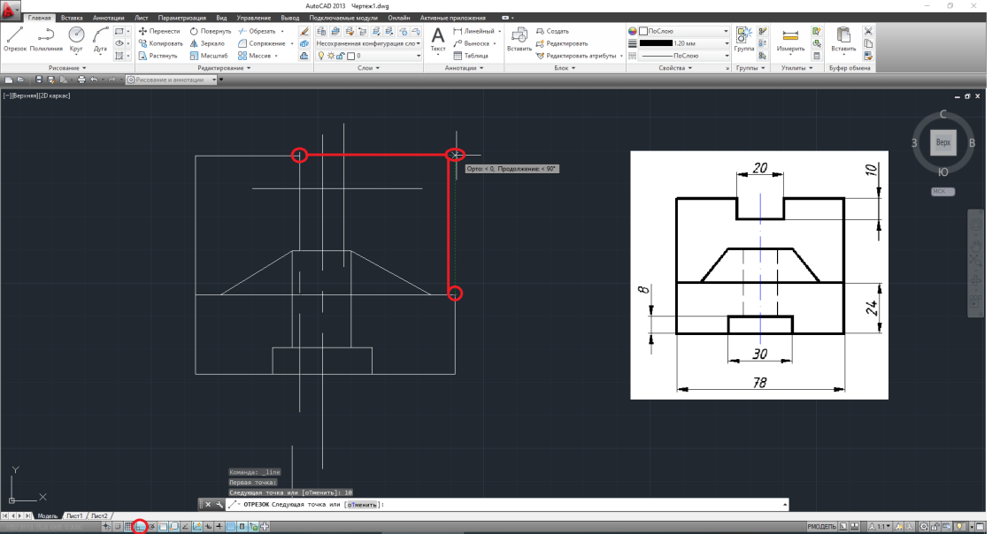 AutoCAD 2013 Чертеж1.dwg
Главная Вставка Аннотации Лист Параметризация Вид Управление Вывод Подключаемые модули Онлайн Активные приложения
Перенести Повернуть Обрезать Линейный Создать ПоСлою
Отрезок Полилиния Круг Дуга Копировать Зеркало Сопряжение Несохраненная конфигурация сло Текст Выноска Вставить Редактировать 1.20 мм Группа Измерить Вставить
Растянуть Масштаб Массив 0 Таблица Редактировать атрибуты ПоСлою
Рисование Редактирование Слои Аннотации Блок Свойства Группы Утилиты Буфер обмена
Рисование и аннотации
[−][Верхняя][2D каркас]
С
З Верх В
Ю
МСК
Орто: < 0, Продолжение: < 90°
20
10
8
24
30
78
Y
X
Команда: _line
Первая точка:
Следующая точка или [оТменить]: 10
ОТРЕЗОК Следующая точка или [оТменить]:
Модель Лист1 Лист2
РМОДЕЛЬ 1:1